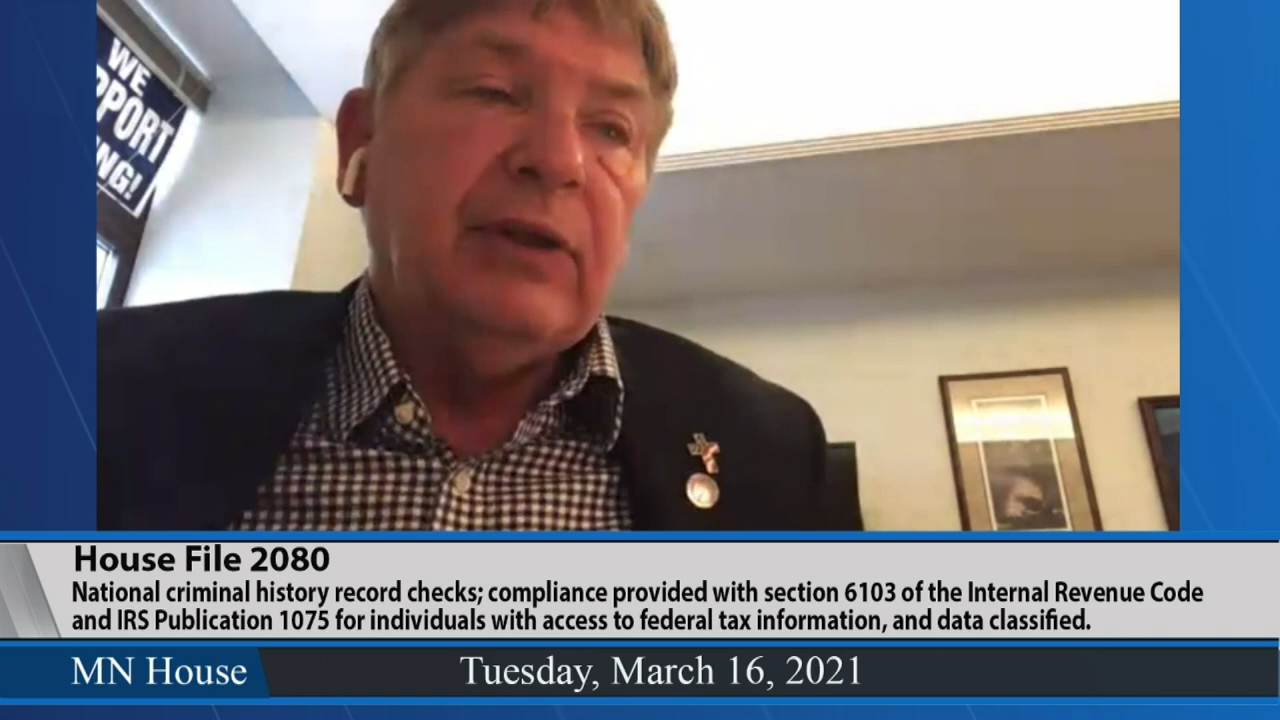 WE
PPORT
NG!
House File 2080
National criminal history record checks; compliance provided with section 6103 of the Internal Revenue Code
and IRS Publication 1075 for individuals with access to federal tax information, and data classified.
MN House
Tuesday, March 16, 2021